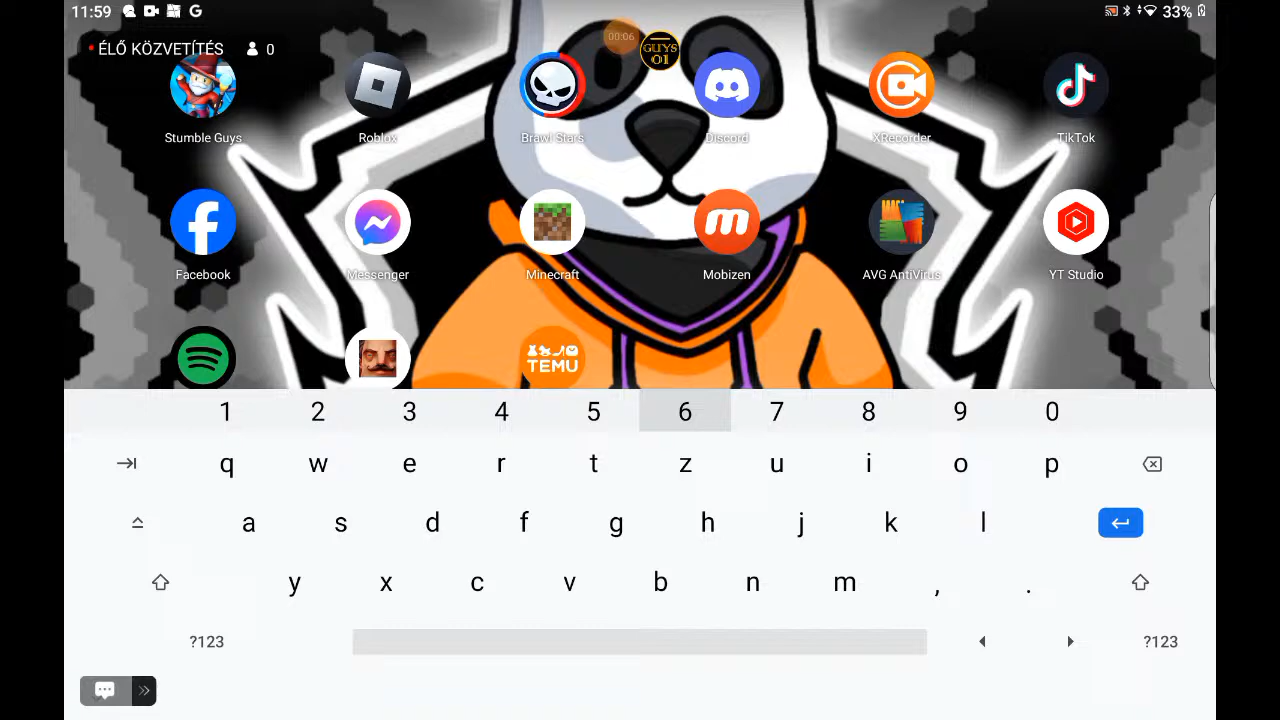 11:59 33%
ÉLŐ KÖZVETÍTÉS 0
00:06 GUYS 01
Stumble Guys Roblox Brawl Stars Discord XRecorder TikTok
Facebook Messenger Minecraft Mobizen AVG AntiVirus YT Studio
TEMU
1 2 3 4 5 6 7 8 9 0
q w e r t z u i o p
a s d f g h j k l
y x c v b n m , .
?123 ?123